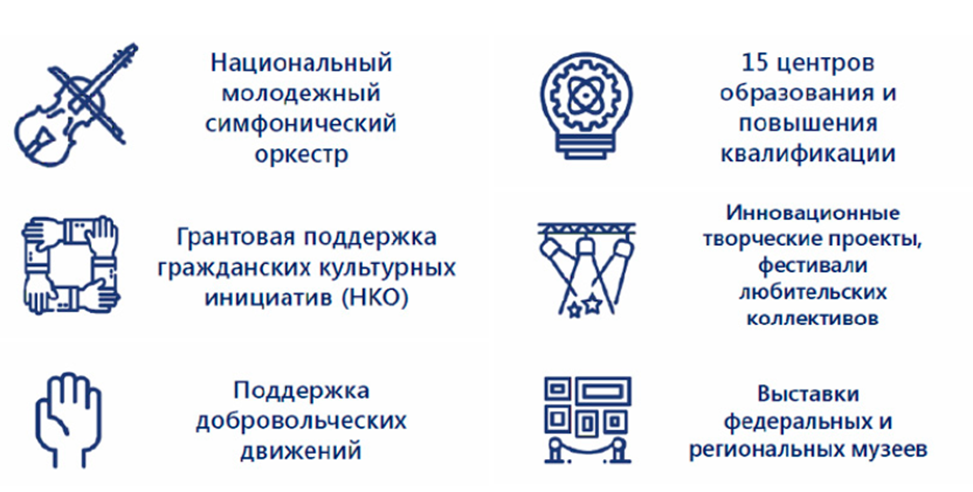 Национальный
молодежный
симфонический
оркестр
15 центров
образования и
повышения
квалификации
Грантовая поддержка
гражданских культурных
инициатив (НКО)
Инновационные
творческие проекты,
фестивали
любительских
коллективов
Поддержка
добровольческих
движений
Выставки
федеральных и
региональных музеев